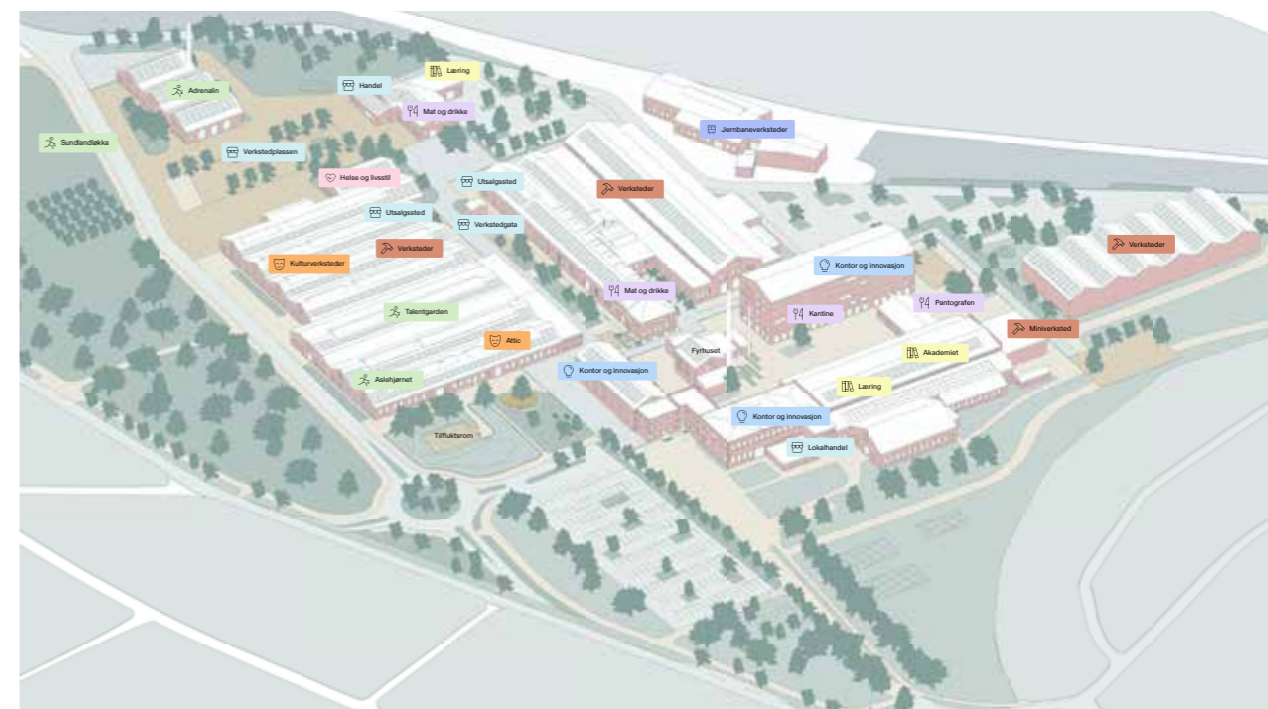 Læring
Handel
Adrenalin
Mat og drikke
Jernbaneverksteder
Sundlandløkka
Verkstedplassen
Helse og livsstil
Utsalgssted
Verksteder
Utsalgssted
Verkstedgata
Verksteder
Verksteder
Kulturverksteder
Kontor og innovasjon
Mat og drikke
Pantografen
Talentgarden
Kantine
Miniverksted
Attic
Fyrhuset
Akademiet
Kontor og innovasjon
Aslehjørnet
Læring
Kontor og innovasjon
Tilfluktsrom
Lokalhandel